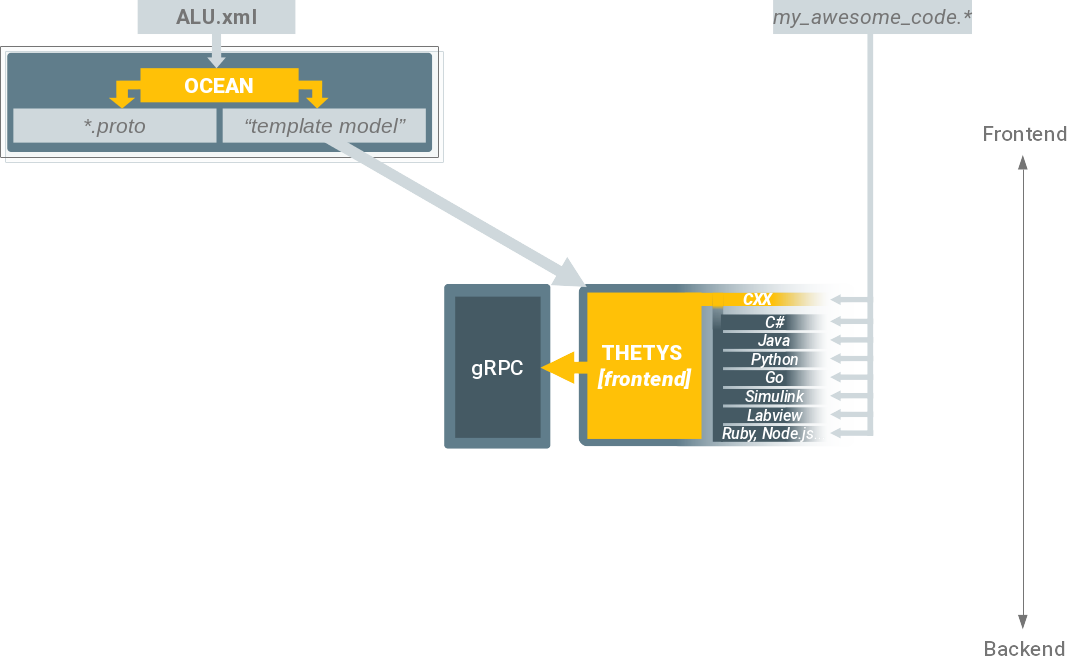 ALU.xml
my_awesome_code.*
OCEAN
*.proto
“template model”
Frontend
CXX
C#
Java
Python
Go
Simulink
Labview
Ruby, Node.js
THETYS
[frontend]
gRPC
Backend